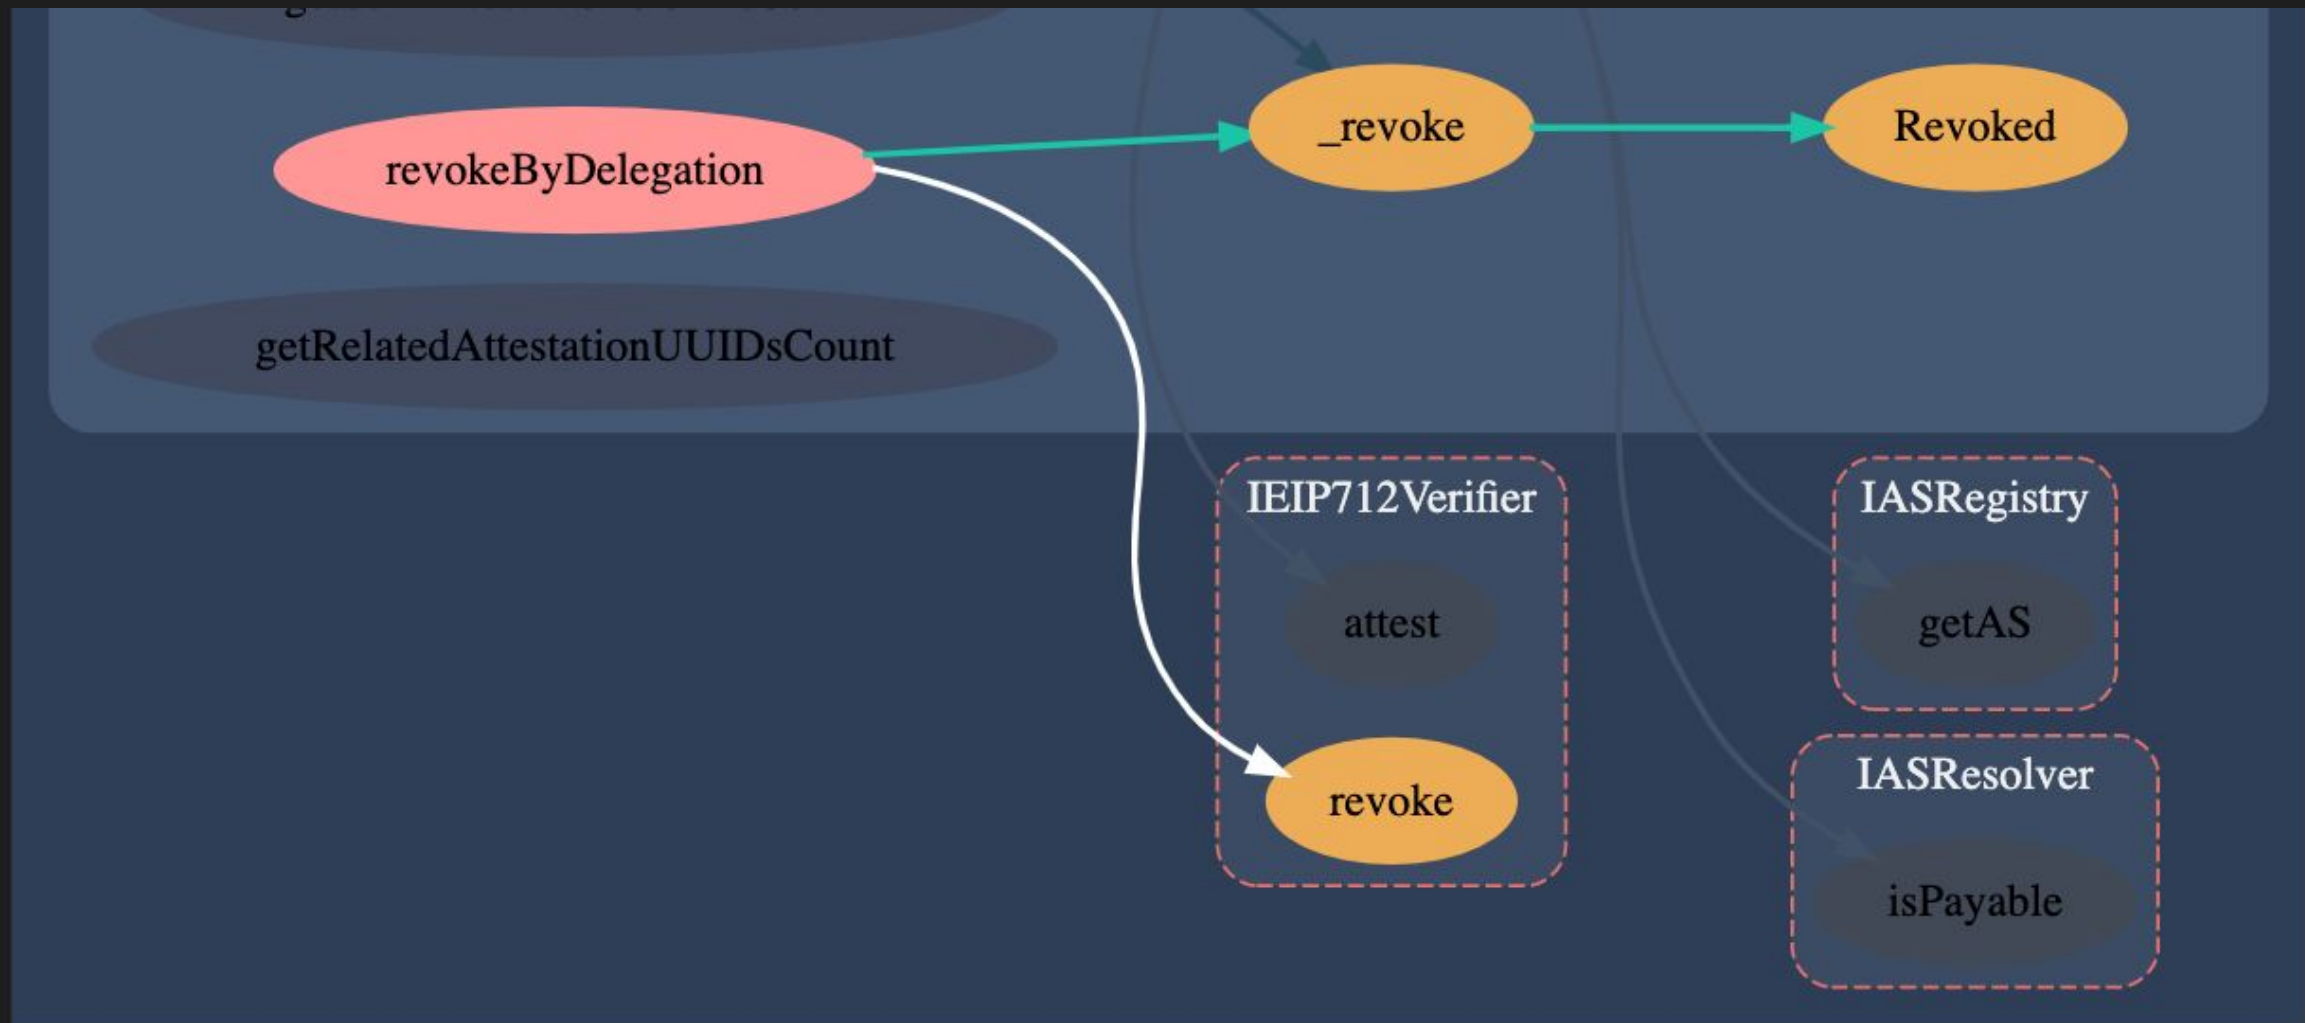 _revoke
Revoked
revokeByDelegation
getRelatedAttestationUUIDsCount
IEIP712Verifier
IASRegistry
attest
getAS
IASResolver
revoke
isPayable